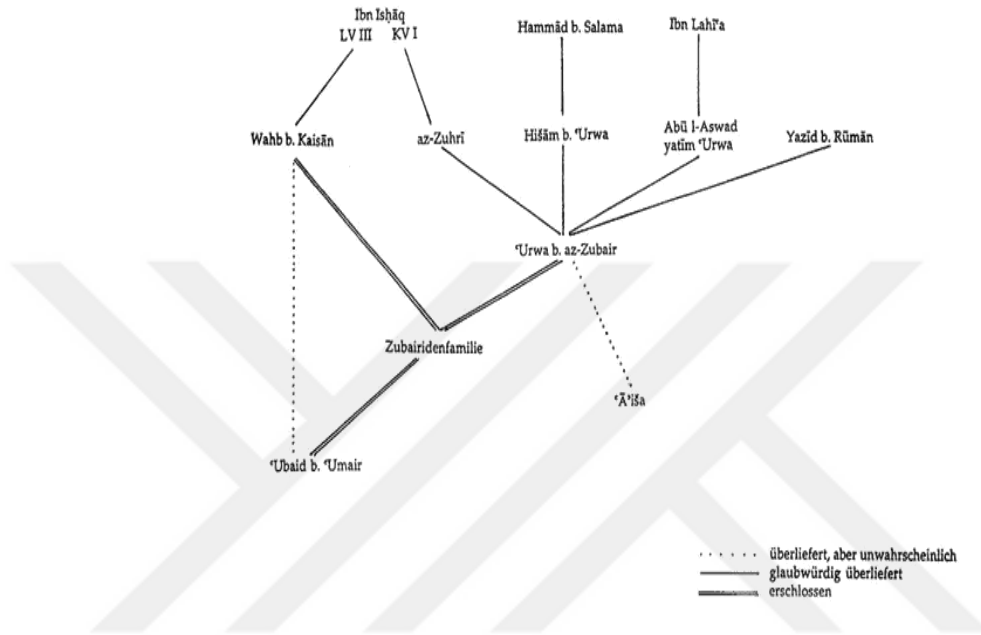 Ibn Isḥāq
LV III KV I
Hammād b. Salama
Ibn Lahīʿa
Wahb b. Kaisān
az-Zuhrī
Hišām b. ʿUrwa
Abū l-Aswad
yatīm ʿUrwa
Yazīd b. Rūmān
ʿUrwa b. az-Zubair
Zubairidenfamilie
ʿĀʾiša
ʿUbaid b. ʿUmair
überliefert, aber unwahrscheinlich
glaubwürdig überliefert
erschlossen